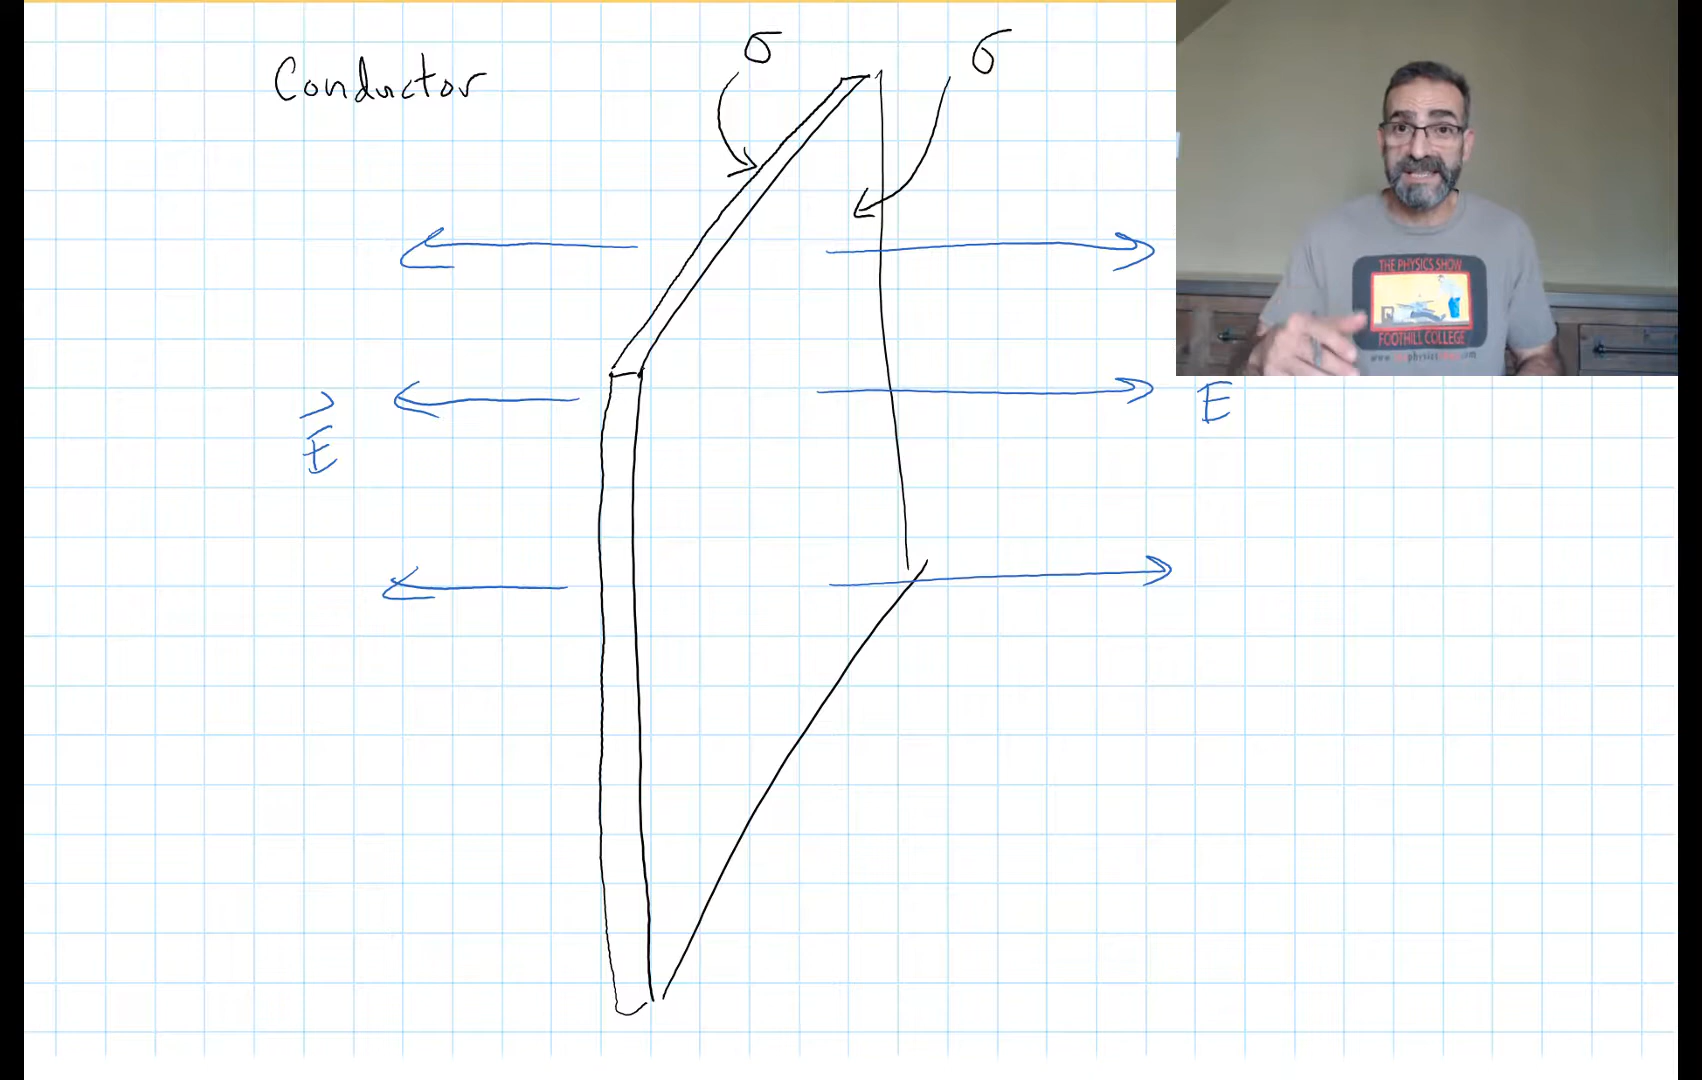 Conductor
σ
σ
E
E
THE PHYSICS SHOW
FOOTHILL COLLEGE